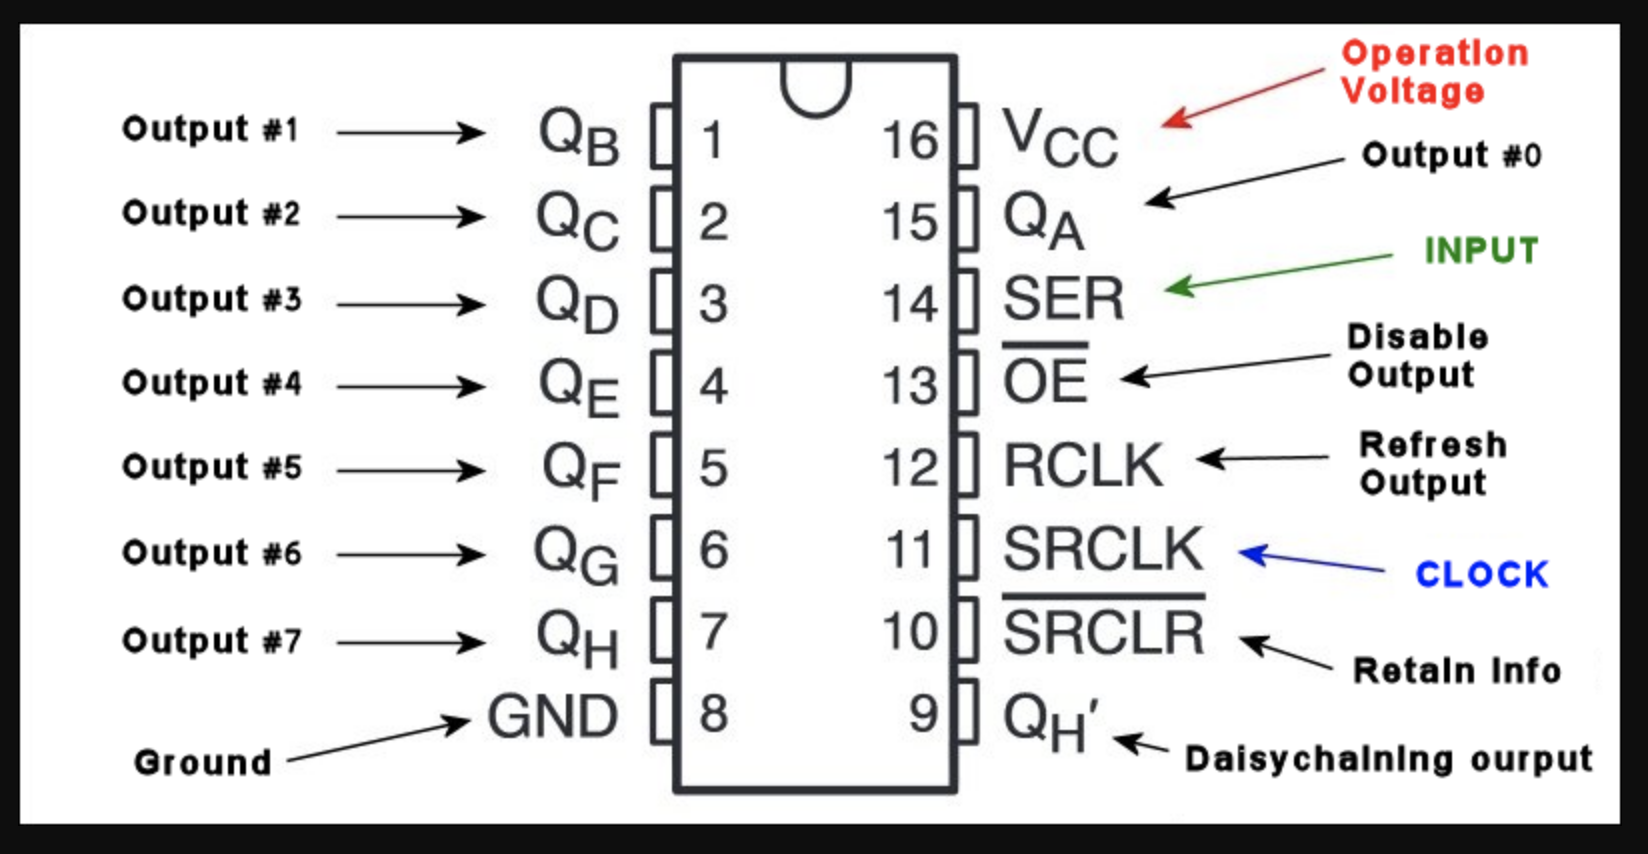 Output #1 QB 1 16 VCC Operation
Voltage
Output #2 QC 2 15 QA Output #0
Output #3 QD 3 14 SER INPUT
Output #4 QE 4 13 OE Disable
Output
Output #5 QF 5 12 RCLK Refresh
Output
Output #6 QG 6 11 SRCLK CLOCK
Output #7 QH 7 10 SRCLR Retain Info
Ground GND 8 9 QH′ Daisychaining ourput